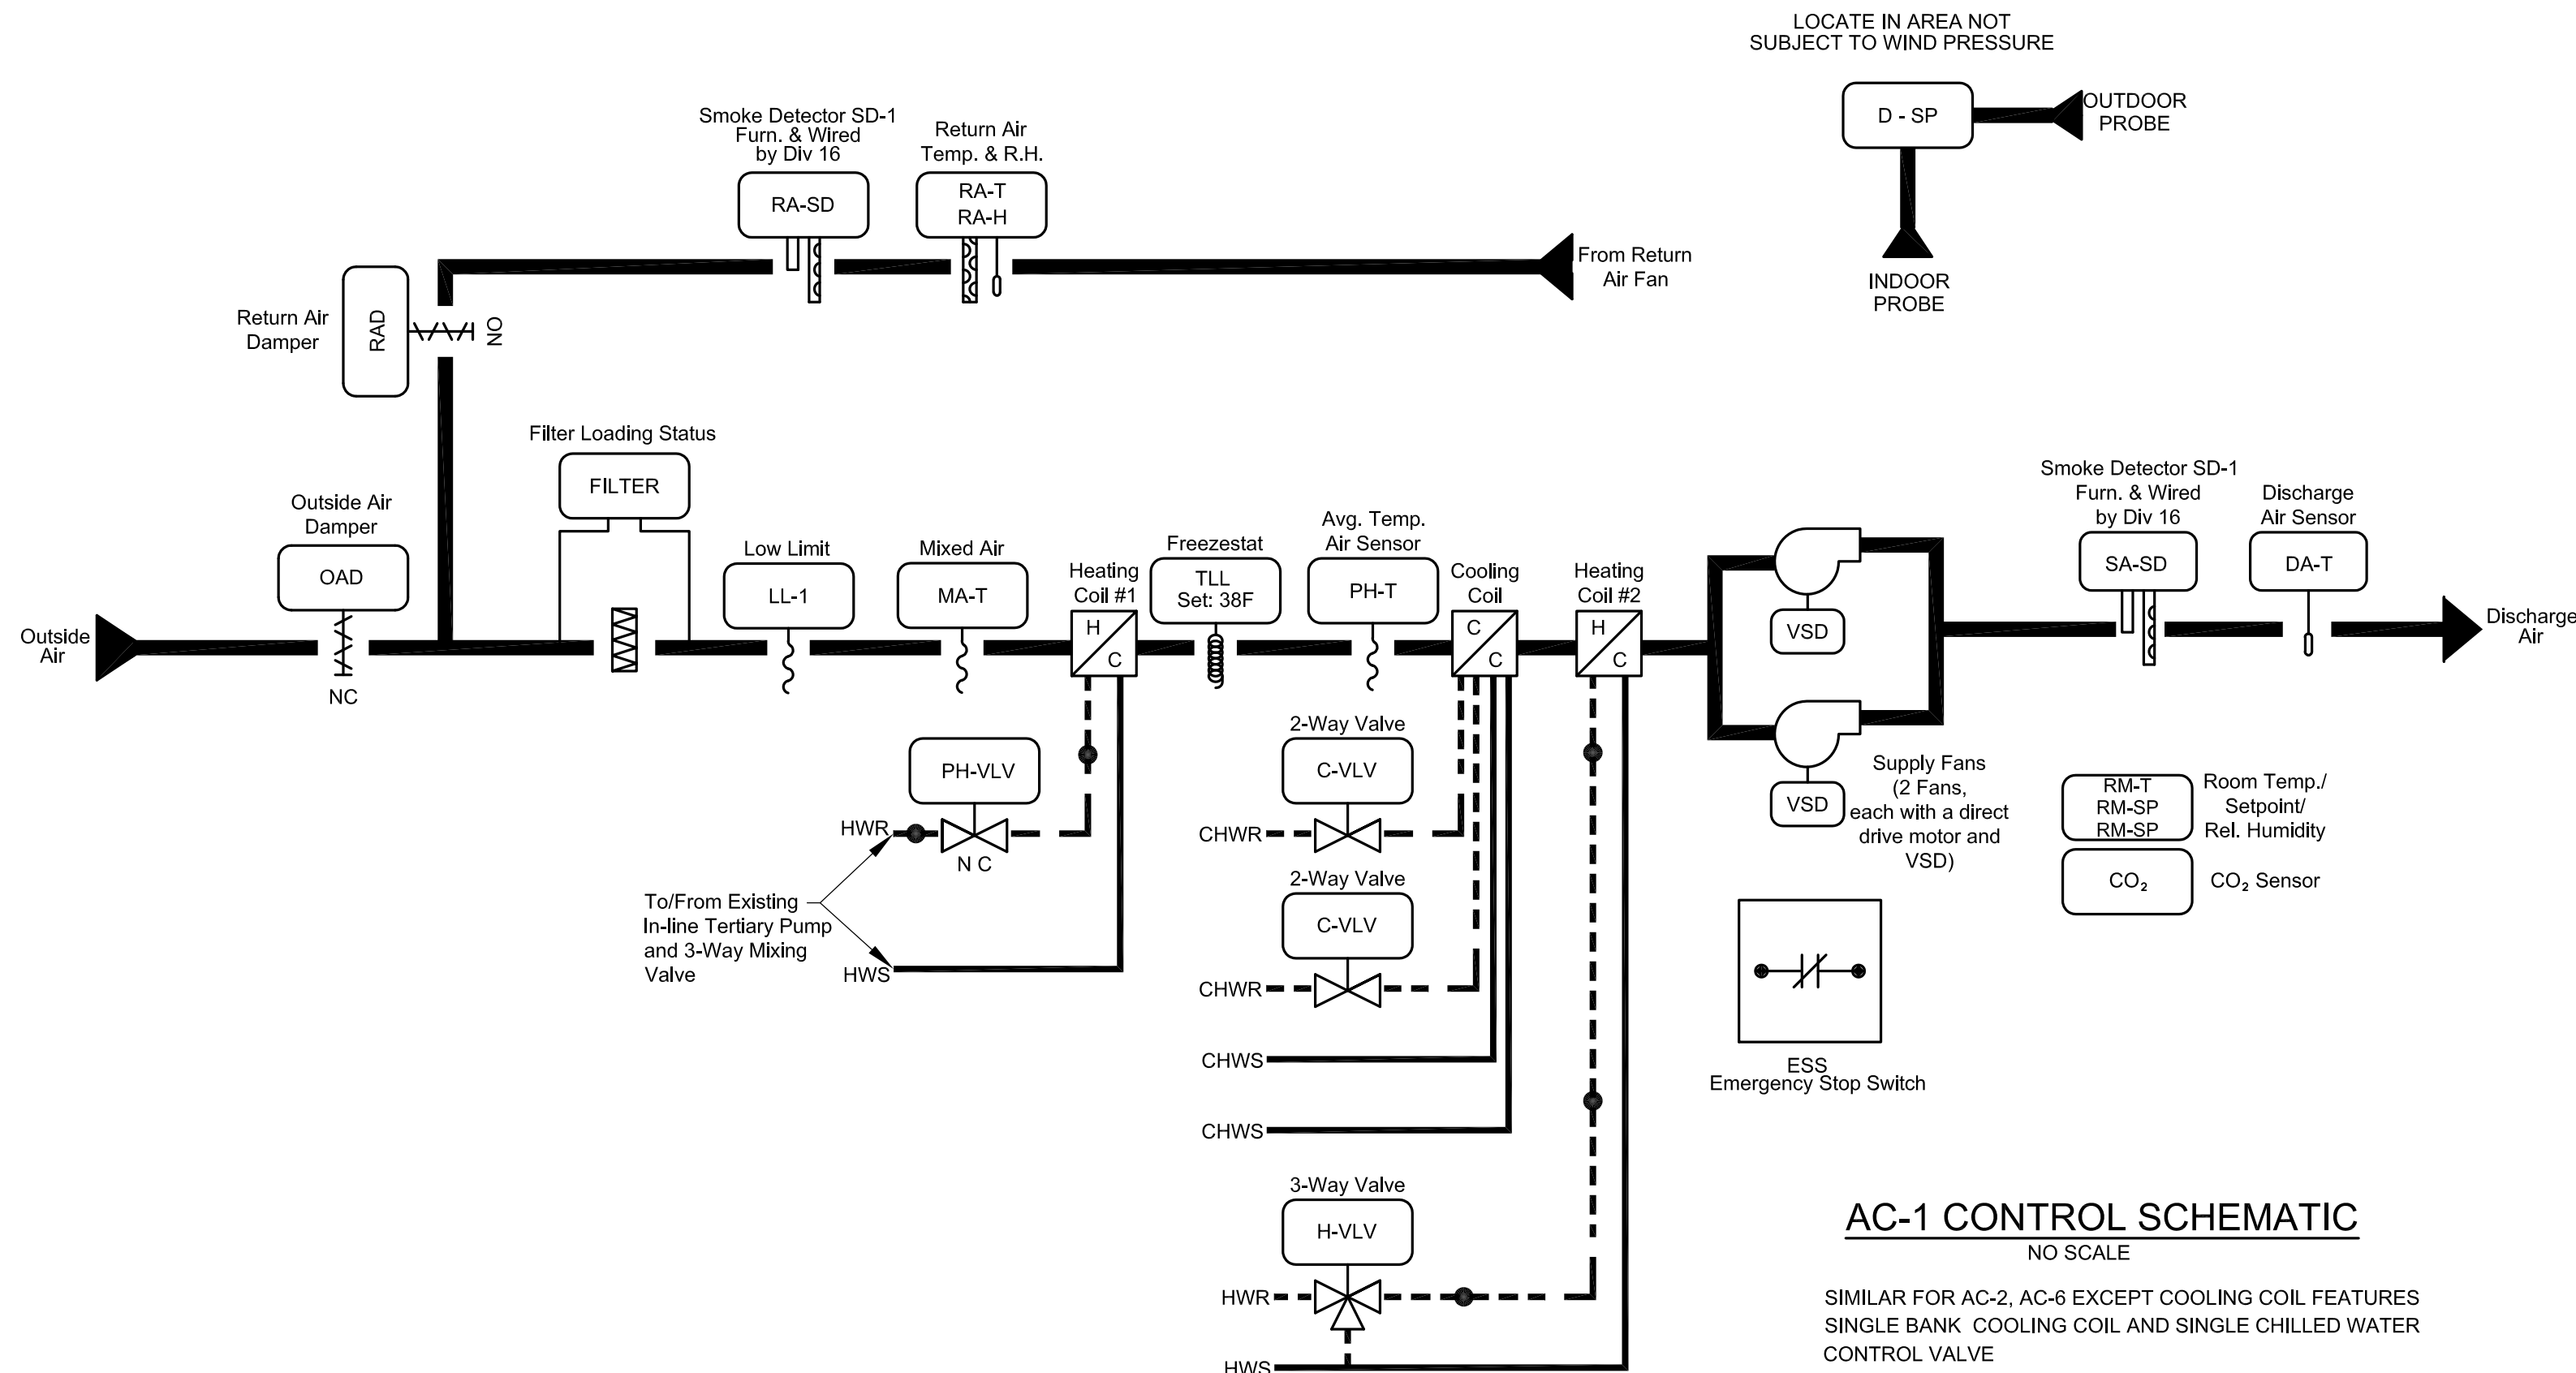 LOCATE IN AREA NOT
SUBJECT TO WIND PRESSURE
D - SP
OUTDOOR
PROBE
INDOOR
PROBE
Smoke Detector SD-1
Furn. & Wired
by Div 16
RA-SD
Return Air
Temp. & R.H.
RA-T
RA-H
From Return
Air Fan
Return Air
Damper
RAD
NO
Filter Loading Status
FILTER
Outside Air
Damper
OAD
NC
Outside
Air
Low Limit
LL-1
Mixed Air
MA-T
Heating
Coil #1
H
C
Freezestat
TLL
Set: 38F
Avg. Temp.
Air Sensor
PH-T
Cooling
Coil
C
C
Heating
Coil #2
H
C
VSD
VSD
Supply Fans
(2 Fans,
each with a direct
drive motor and
VSD)
Smoke Detector SD-1
Furn. & Wired
by Div 16
SA-SD
Discharge
Air Sensor
DA-T
Discharge
Air
PH-VLV
HWR
N C
To/From Existing
In-line Tertiary Pump
and 3-Way Mixing
Valve
HWS
2-Way Valve
C-VLV
CHWR
2-Way Valve
C-VLV
CHWR
CHWS
CHWS
3-Way Valve
H-VLV
HWR
HWS
RM-T
RM-SP
RM-SP
Room Temp./
Setpoint/
Rel. Humidity
CO₂
CO₂ Sensor
ESS
Emergency Stop Switch
AC-1 CONTROL SCHEMATIC
NO SCALE
SIMILAR FOR AC-2, AC-6 EXCEPT COOLING COIL FEATURES
SINGLE BANK COOLING COIL AND SINGLE CHILLED WATER
CONTROL VALVE